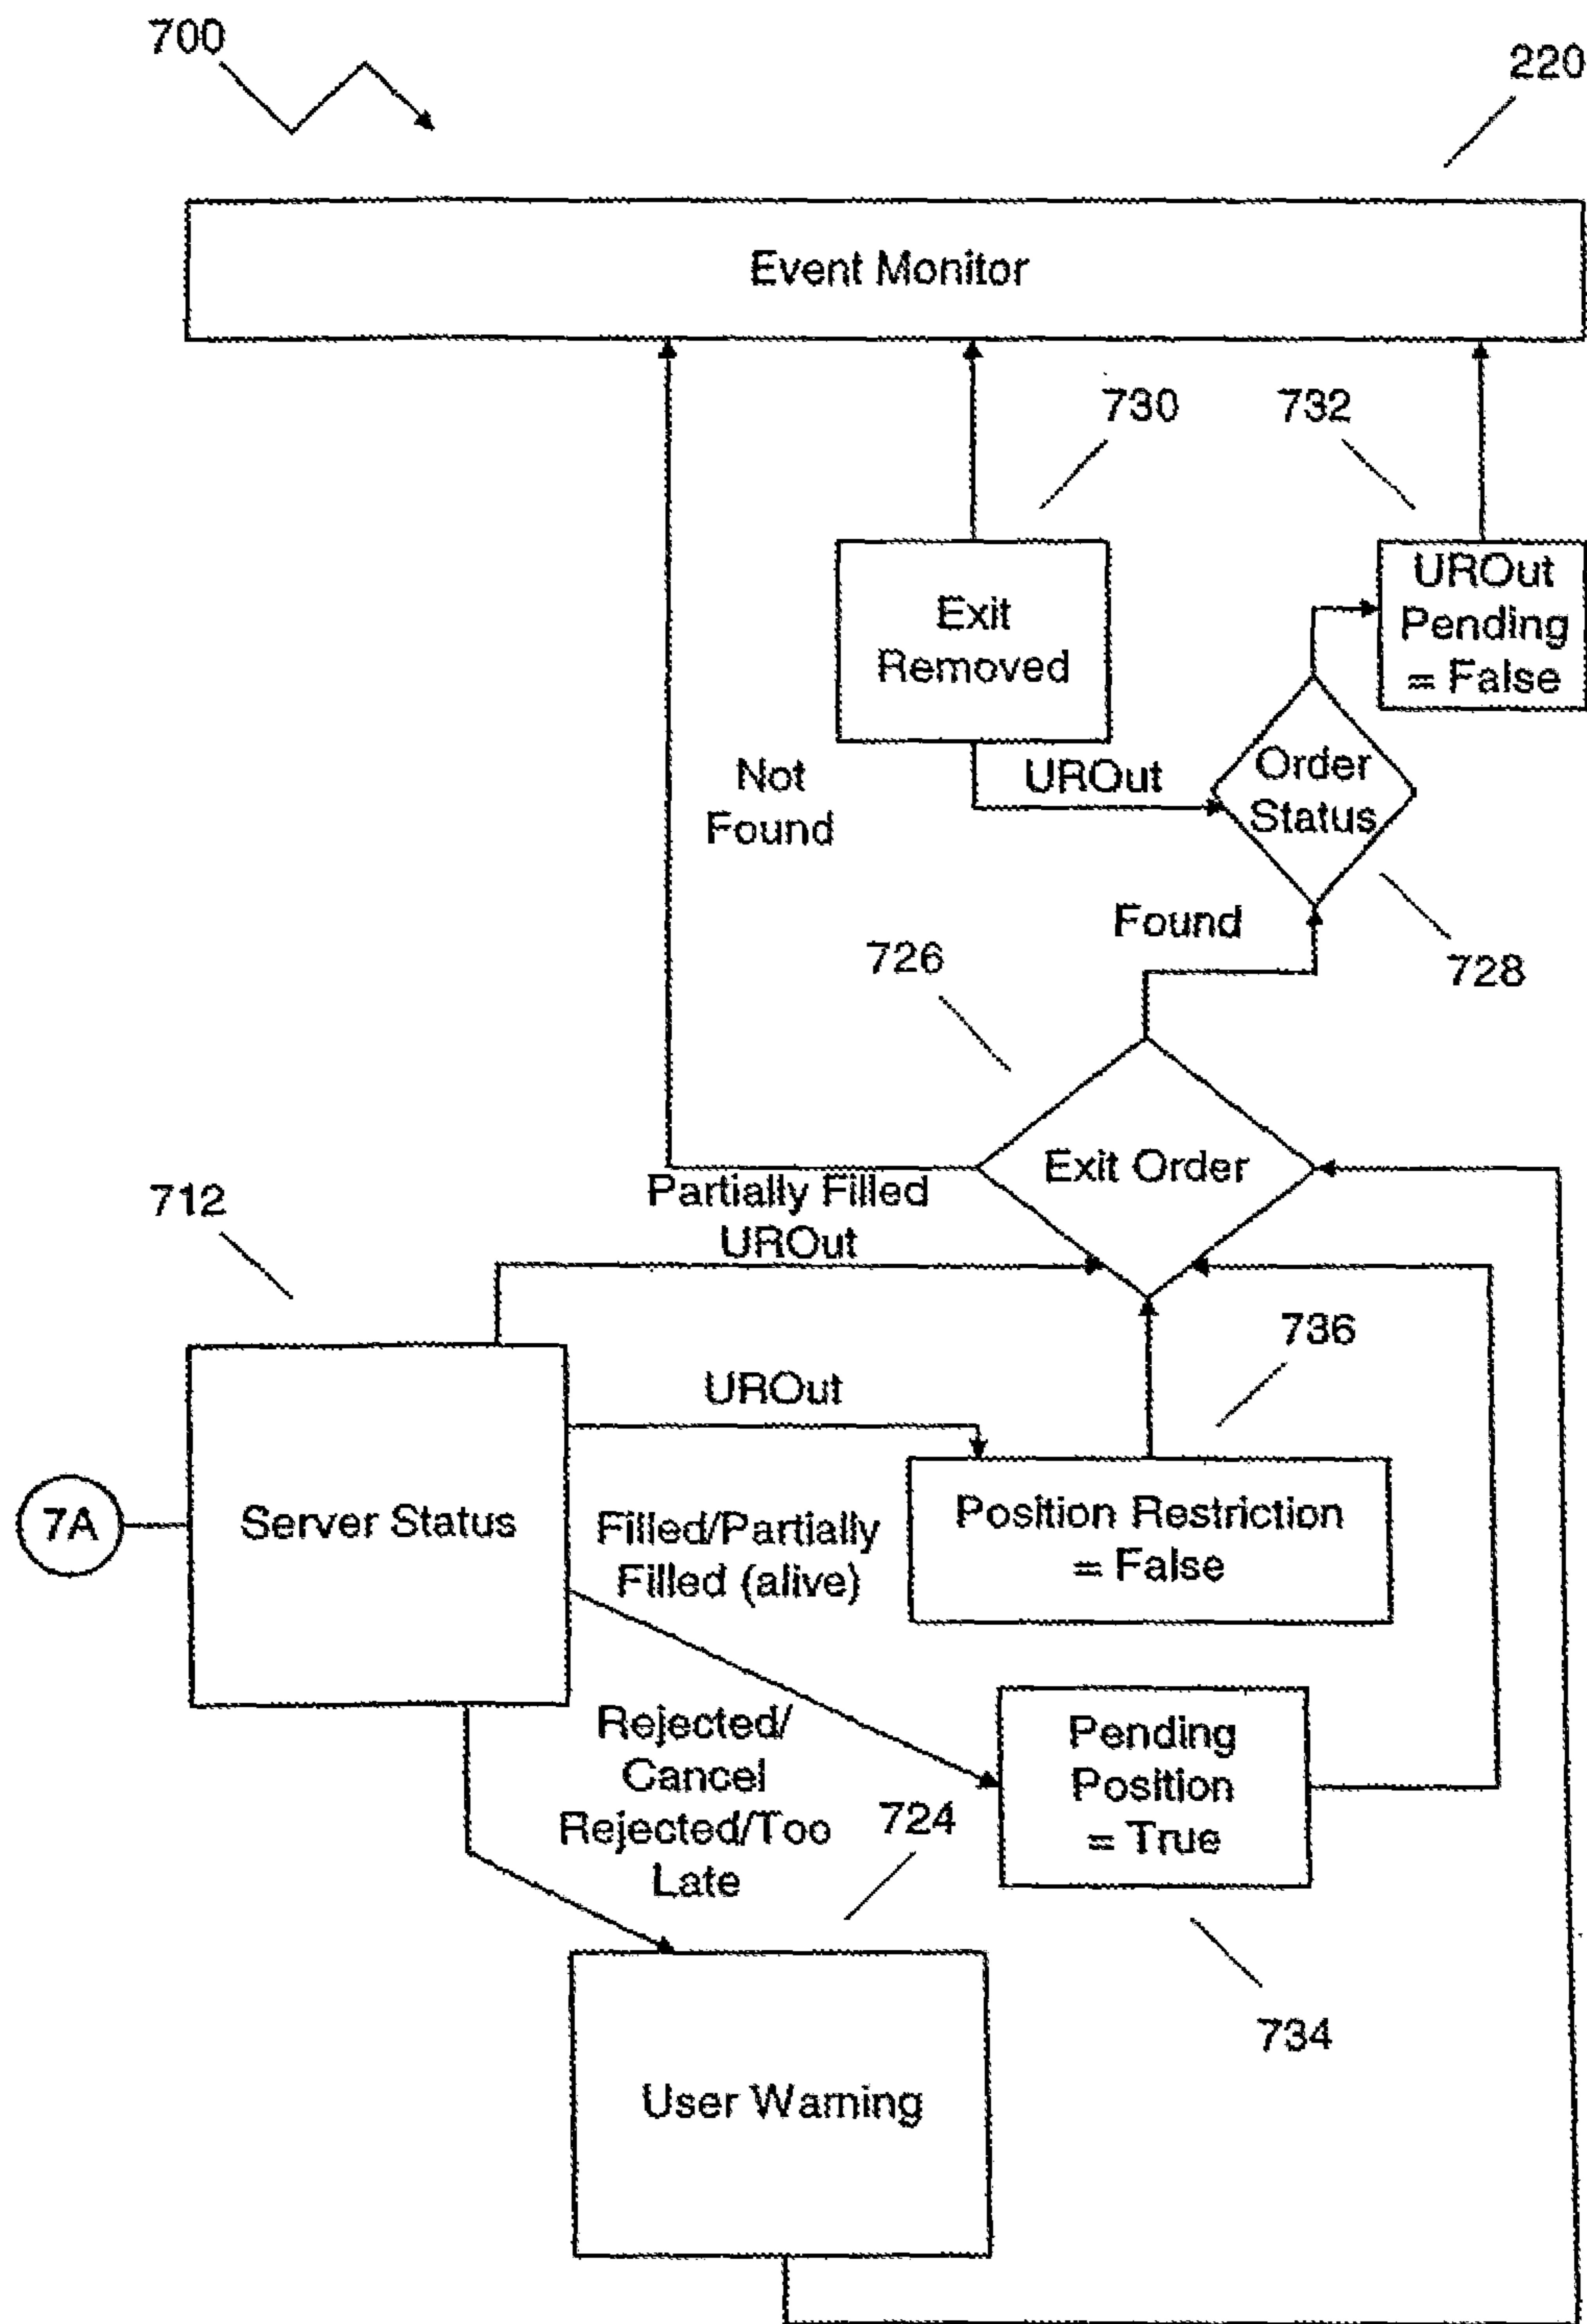 700
220
Event Monitor
730
732
Exit
Removed
UROut
Pending
= False
Not
Found
UROut
Order
Status
Found
726
728
Exit Order
712
Partially Filled
UROut
736
UROut
7A
Server Status
Filled/Partially
Filled (alive)
Position Restriction
= False
Rejected/
Cancel
Rejected/Too
Late
724
Pending
Position
= True
734
User Warning